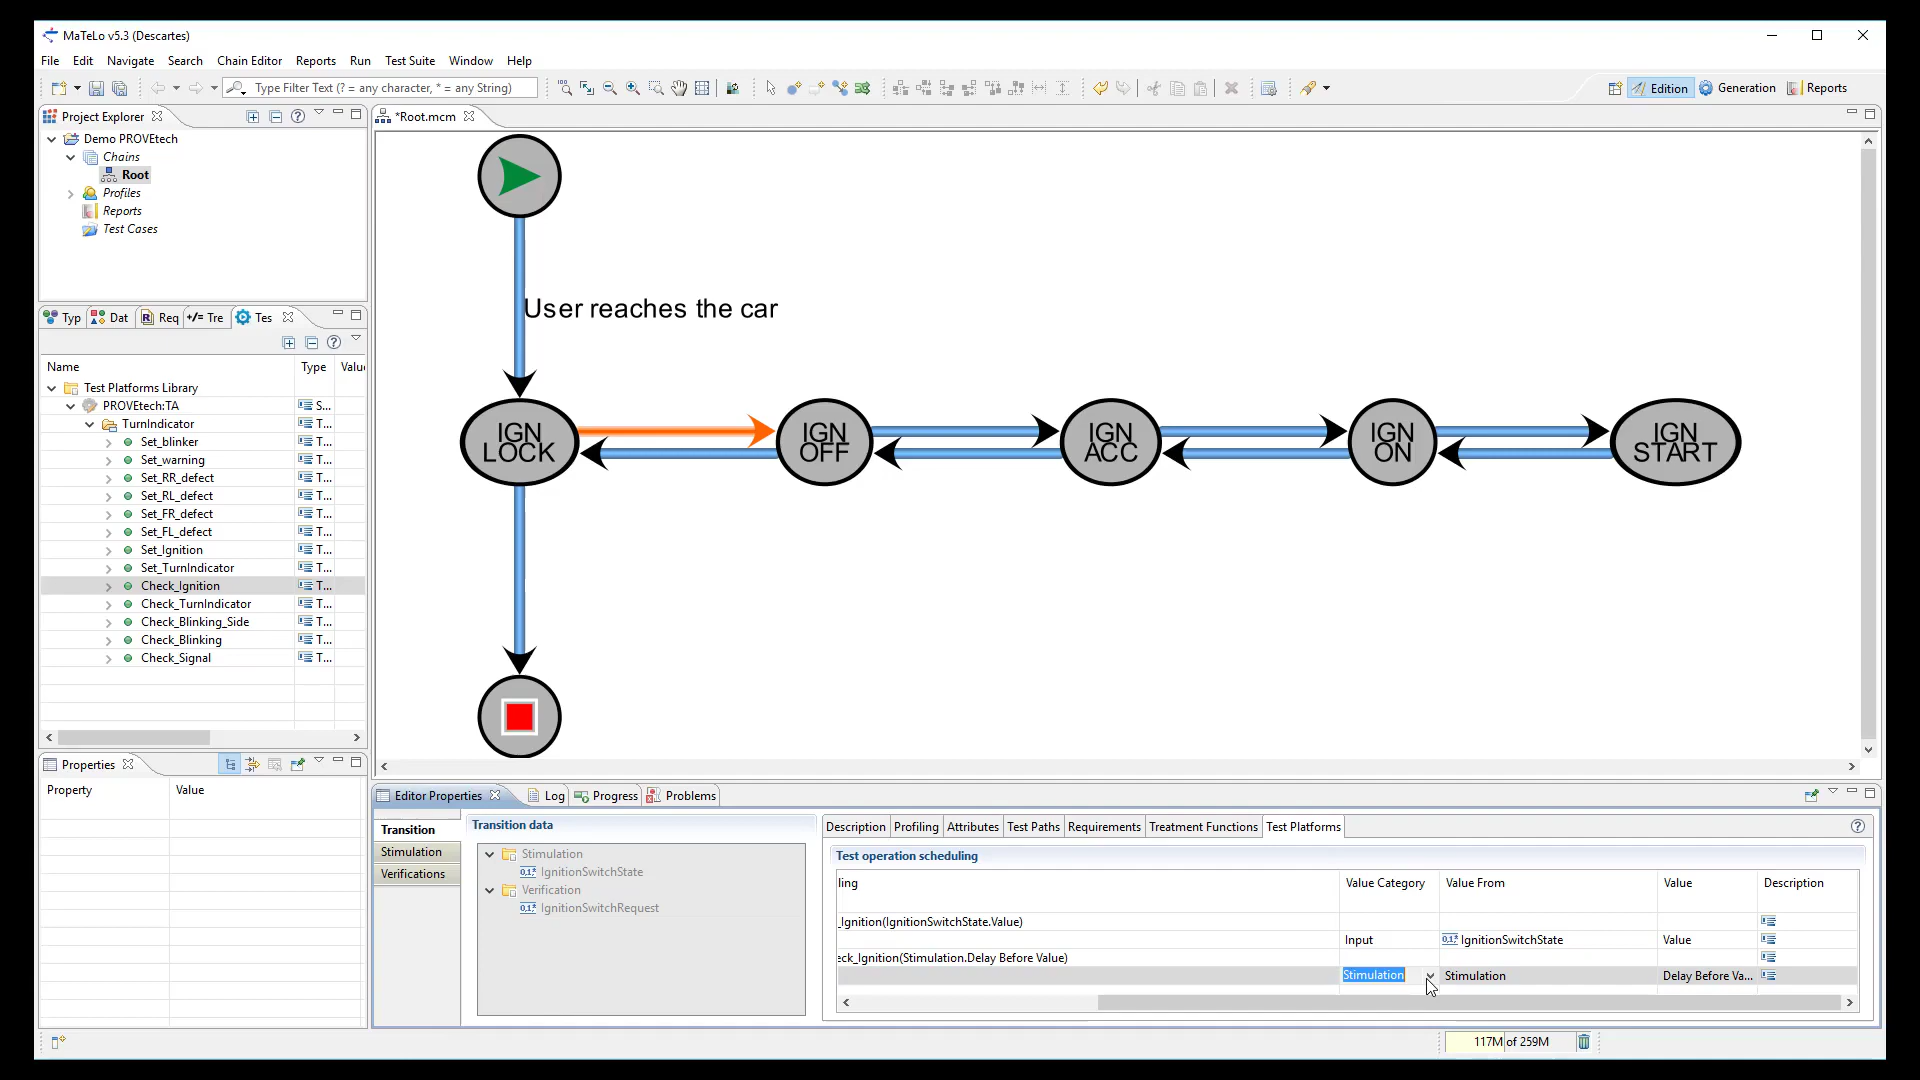 MaTeLo v5.3 (Descartes)
File Edit Navigate Search Chain Editor Reports Run Test Suite Window Help
Type Filter Text (? = any character, * = any String)
Edition Generation Reports
Project Explorer
Demo PROVEtech
Chains
Root
Profiles
Reports
Test Cases
*Root.mcm
User reaches the car
IGN LOCK
IGN OFF
IGN ACC
IGN ON
IGN START
Typ Dat Req +/= Tre Tes
Name Type Valu
Test Platforms Library
PROVEtech:TA S...
TurnIndicator T...
Set_blinker T...
Set_warning T...
Set_RR_defect T...
Set_RL_defect T...
Set_FR_defect T...
Set_FL_defect T...
Set_Ignition T...
Set_TurnIndicator T...
Check_Ignition T...
Check_TurnIndicator T...
Check_Blinking_Side T...
Check_Blinking T...
Check_Signal T...
Properties
Property Value
Editor Properties Log Progress Problems
Transition
Stimulation
Verifications
Transition data
Stimulation
IgnitionSwitchState
Verification
IgnitionSwitchRequest
Description Profiling Attributes Test Paths Requirements Treatment Functions Test Platforms
Test operation scheduling
ling Value Category Value From Value Description
_Ignition(IgnitionSwitchState.Value)
Input IgnitionSwitchState Value
eck_Ignition(Stimulation.Delay Before Value)
Stimulation Stimulation Delay Before Va...
117M of 259M